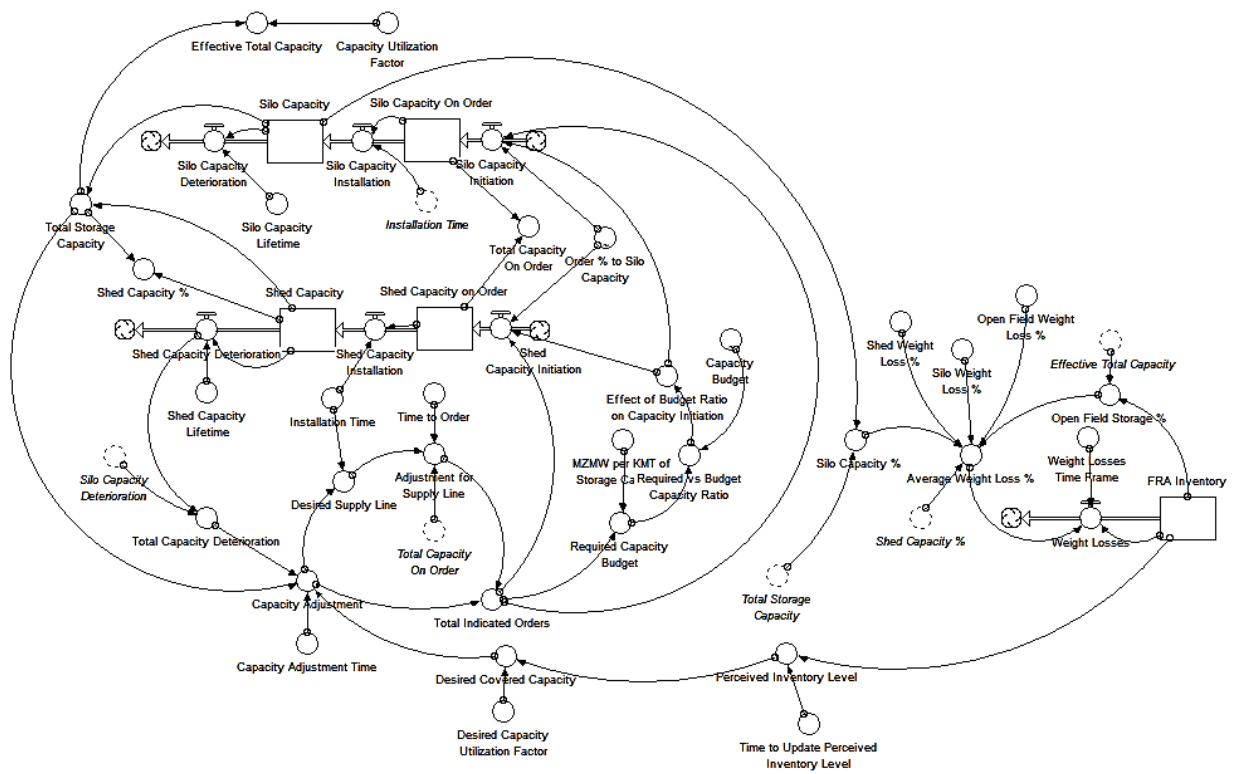 Effective Total Capacity
Capacity Utilization
Factor
Silo Capacity
Silo Capacity On Order
Silo Capacity
Deterioration
Silo Capacity
Installation
Silo Capacity
Initiation
Silo Capacity
Lifetime
Installation Time
Total Storage
Capacity
Total Capacity
On Order
Order % to Silo
Capacity
Shed Capacity %
Shed Capacity
Shed Capacity on Order
Shed Capacity Deterioration
Shed Capacity
Installation
Shed
Capacity Initiation
Shed Capacity
Lifetime
Installation Time
Time to Order
Effect of Budget Ratio
on Capacity Initiation
Capacity
Budget
Shed Weight
Loss %
Silo Weight
Loss %
Open Field Weight
Loss %
Effective Total Capacity
Open Field Storage %
Silo Capacity
Deterioration
Desired Supply Line
Adjustment for
Supply Line
MZMW per KMT of
Storage Ca
Required vs Budget
Capacity Ratio
Silo Capacity %
Average Weight Loss %
Weight Losses
Time Frame
FRA Inventory
Total Capacity Deterioration
Total Capacity
On Order
Required Capacity
Budget
Shed Capacity %
Weight Losses
Capacity Adjustment
Total Indicated Orders
Total Storage
Capacity
Capacity Adjustment Time
Desired Covered Capacity
Perceived Inventory Level
Desired Capacity
Utilization Factor
Time to Update Perceived
Inventory Level